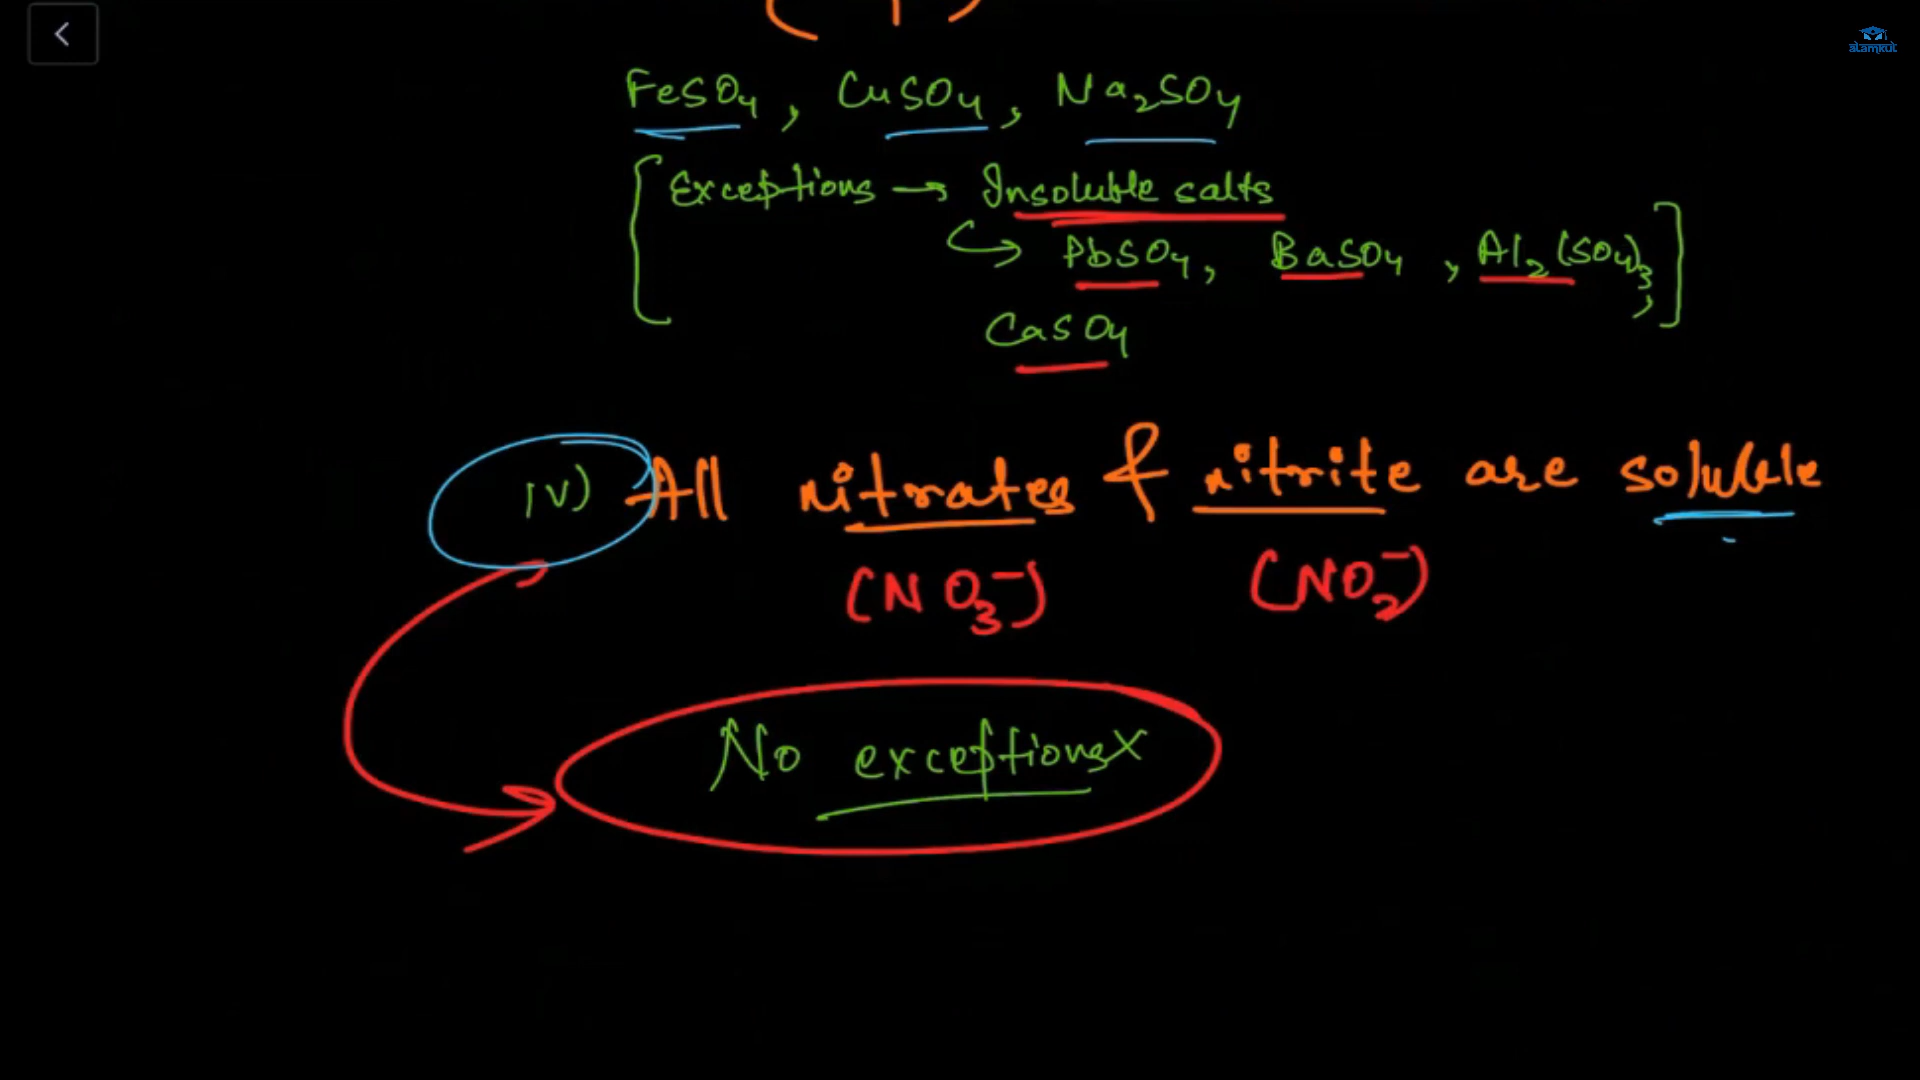 alamkut
FeSO4, CuSO4, Na2SO4
Exceptions → Insoluble salts
↪ PbSO4, BaSO4, Al2(SO4)3,
CaSO4
iv) All nitrates & nitrite are soluble
(NO3⁻) (NO2⁻)
No exceptions x